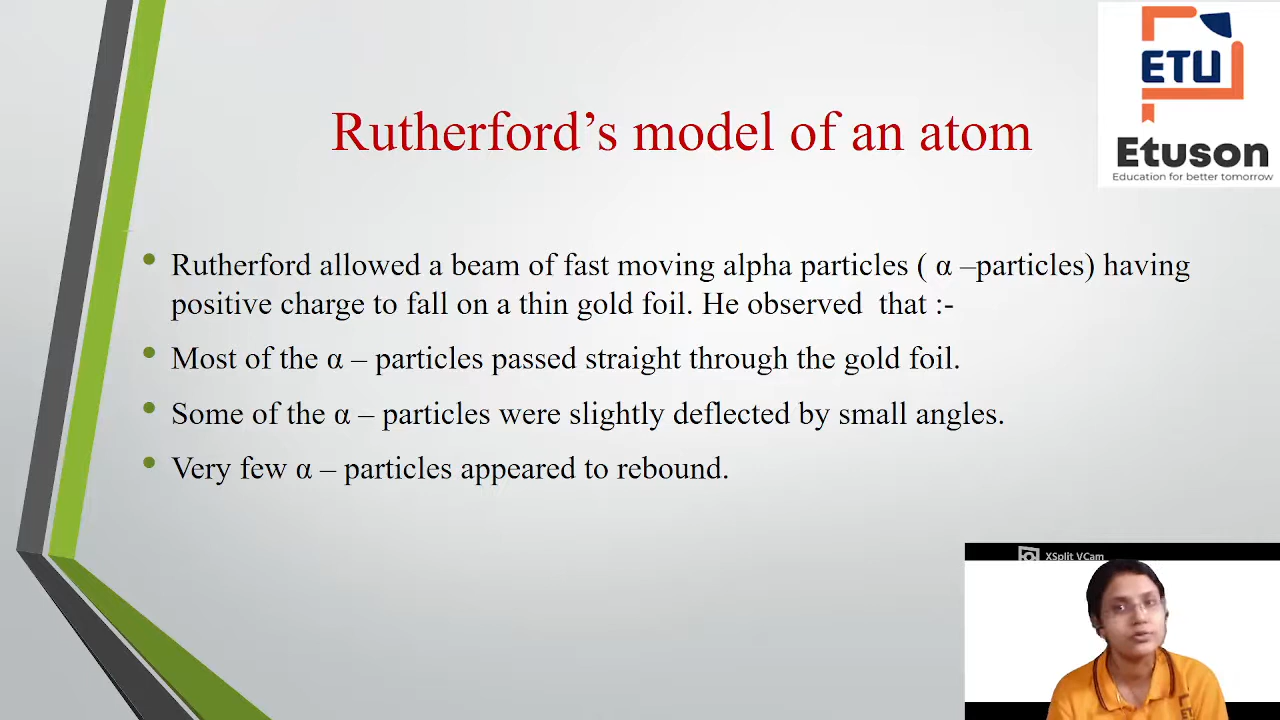 ETU
Etuson
Education for better tomorrow
Rutherford’s model of an atom
• Rutherford allowed a beam of fast moving alpha particles ( α –particles) having
positive charge to fall on a thin gold foil. He observed  that :-
• Most of the α – particles passed straight through the gold foil.
• Some of the α – particles were slightly deflected by small angles.
• Very few α – particles appeared to rebound.
XSplit VCam